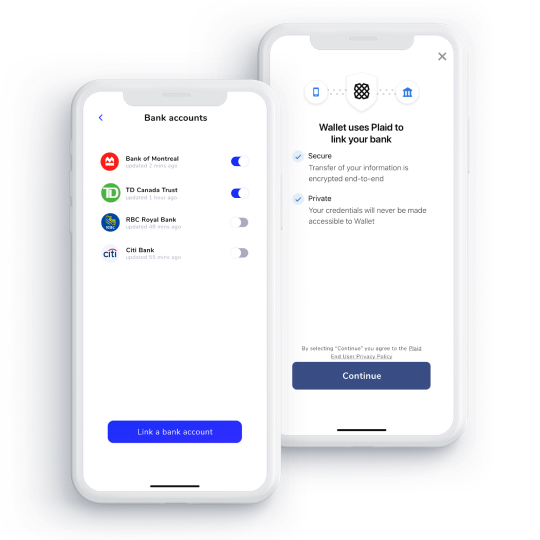 Bank accounts
Bank of Montreal
updated 2 mins ago
TD Canada Trust
updated 1 hour ago
RBC
RBC Royal Bank
updated 48 mins ago
citi
Citi Bank
updated 65 mins ago
Link a bank account
Wallet uses Plaid to
link your bank
Secure
Transfer of your information is
encrypted end-to-end
Private
Your credentials will never be made
accessible to Wallet
By selecting "Continue" you agree to the Plaid
End User Privacy Policy
Continue